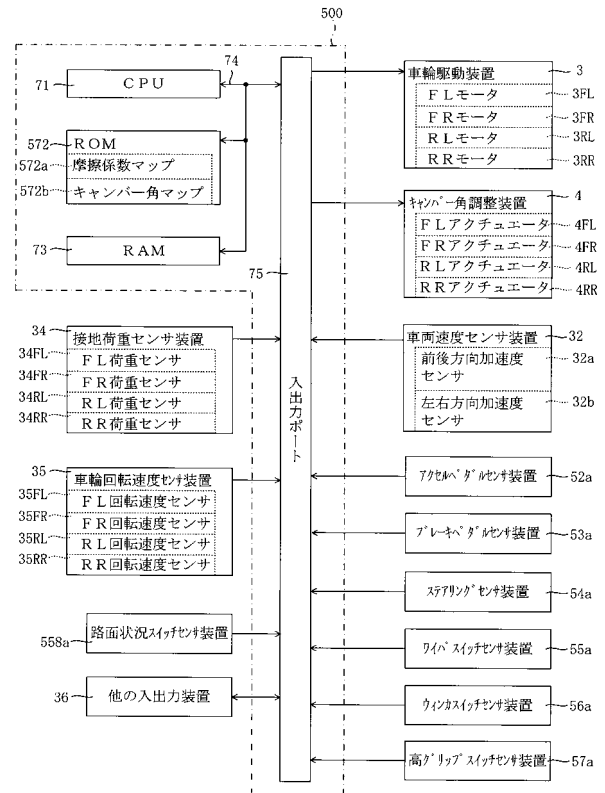 500
74
71
CPU
572
ROM
572a
摩擦係数マップ
572b
キャンバー角マップ
73
RAM
75
入出力ポート
34
接地荷重センサ装置
34FL
FL荷重センサ
34FR
FR荷重センサ
34RL
RL荷重センサ
34RR
RR荷重センサ
35
車輪回転速度センサ装置
35FL
FL回転速度センサ
35FR
FR回転速度センサ
35RL
RL回転速度センサ
35RR
RR回転速度センサ
558a
路面状況スイッチセンサ装置
36
他の入出力装置
車輪駆動装置
3
FLモータ
3FL
FRモータ
3FR
RLモータ
3RL
RRモータ
3RR
キャンバー角調整装置
4
FLアクチュエータ
4FL
FRアクチュエータ
4FR
RLアクチュエータ
4RL
RRアクチュエータ
4RR
車両速度センサ装置
32
前後方向加速度
センサ
32a
左右方向加速度
センサ
32b
アクセルペダルセンサ装置
52a
ブレーキペダルセンサ装置
53a
ステアリングセンサ装置
54a
ワイパスイッチセンサ装置
55a
ウィンカスイッチセンサ装置
56a
高グリップスイッチセンサ装置
57a